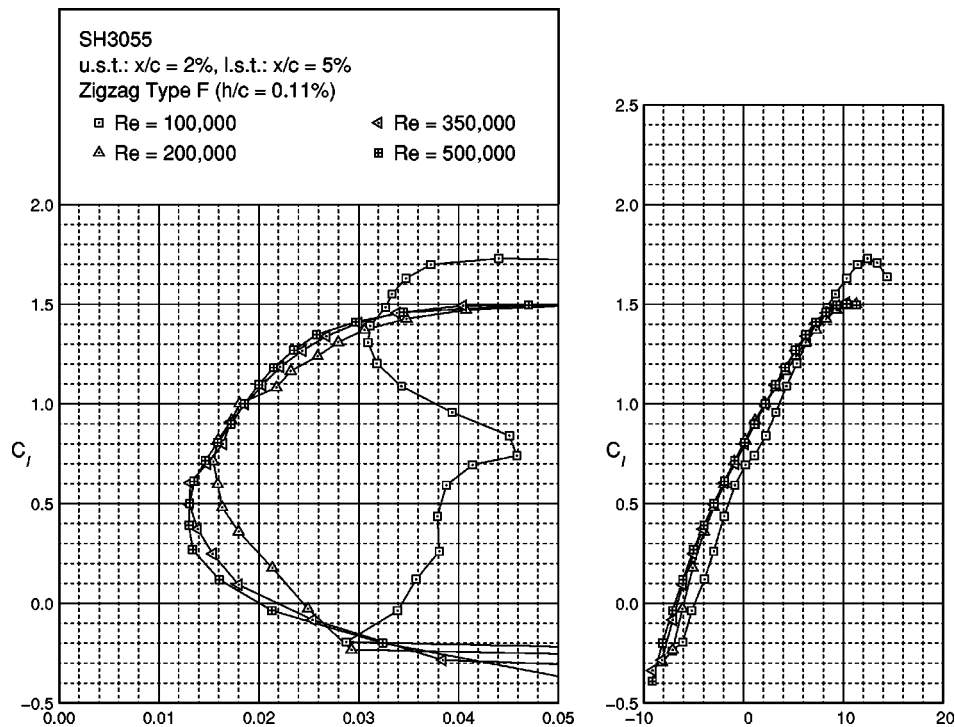 SH3055
u.s.t.: x/c = 2%, l.s.t.: x/c = 5%
Zigzag Type F (h/c = 0.11%)
Re = 100,000
Re = 350,000
Re = 200,000
Re = 500,000
2.5
2.0
1.5
1.0
0.5
0.0
-0.5
C_l
2.0
1.5
1.0
0.5
0.0
-0.5
C_l
0.00 0.01 0.02 0.03 0.04 0.05
-10 0 10 20